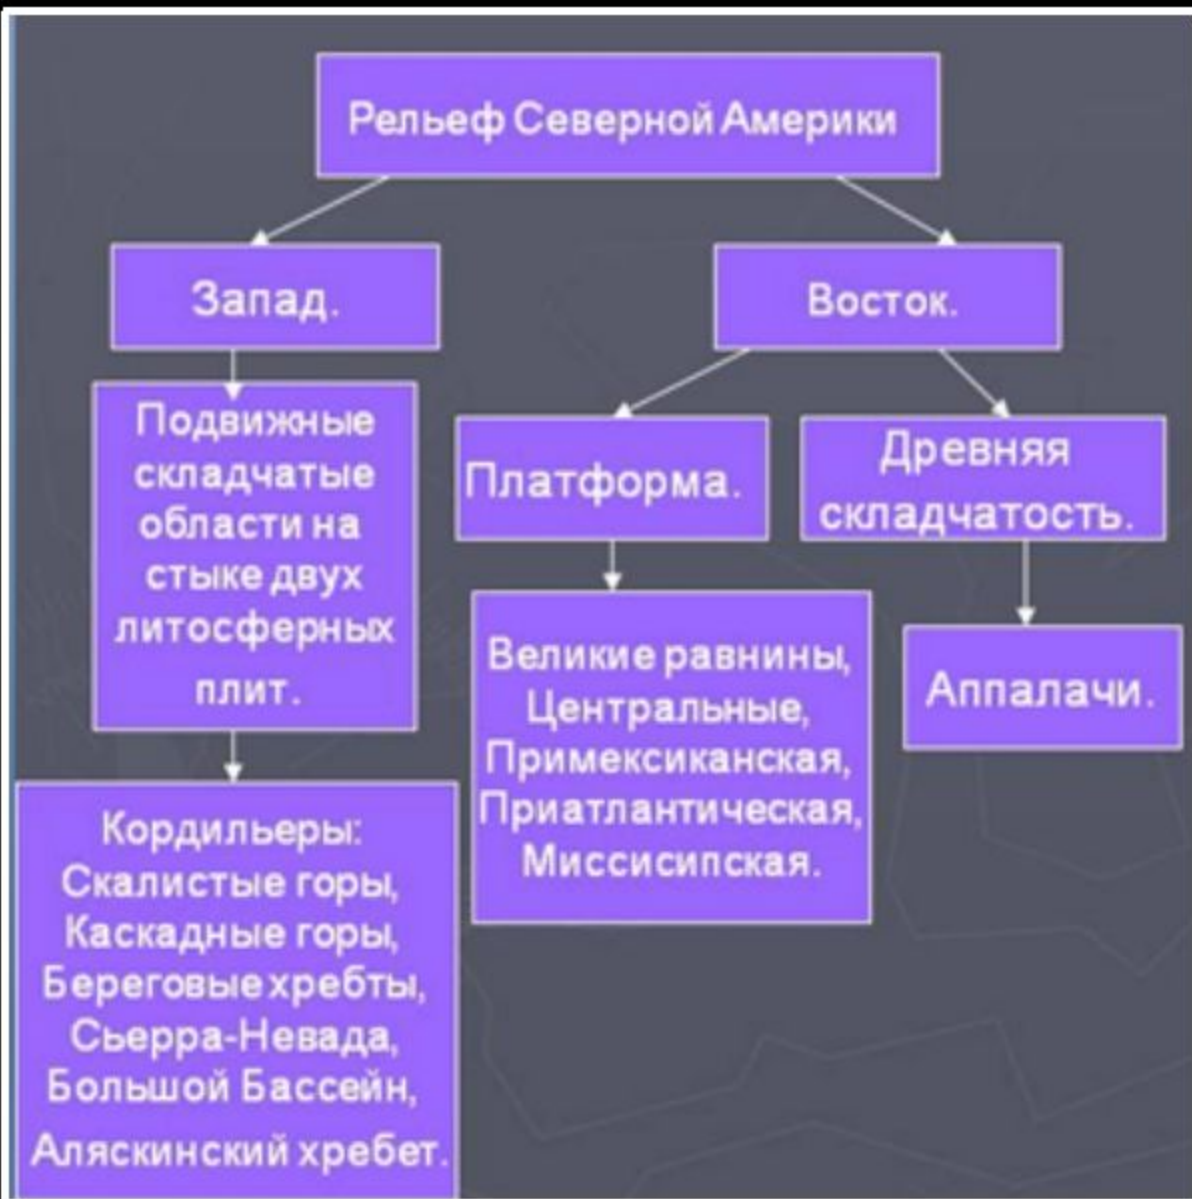 Рельеф Северной Америки
Запад.
Восток.
Подвижные
складчатые
области на
стыке двух
литосферных
плит.
Платформа.
Древняя
складчатость.
Великие равнины,
Центральные,
Примексиканская,
Приатлантическая,
Миссисипская.
Аппалачи.
Кордильеры:
Скалистые горы,
Каскадные горы,
Береговые хребты,
Сьерра-Невада,
Большой Бассейн,
Аляскинский хребет.